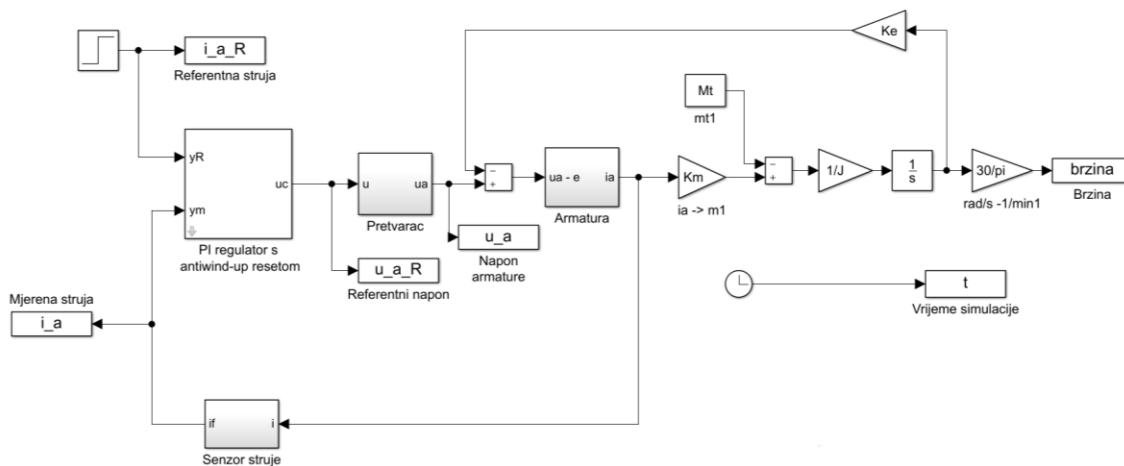 Ke
i_a_R
Referentna struja
Mt
mt1
yR
uc
ym
PI regulator s
antiwind-up resetom
u
ua
Pretvarac
−
+
ua - e
ia
Armatura
Km
ia -> m1
−
+
1/J
1
s
30/pi
rad/s -1/min1
brzina
Brzina
u_a
Napon
armature
u_a_R
Referentni napon
t
Vrijeme simulacije
Mjerena struja
i_a
if
i
Senzor struje